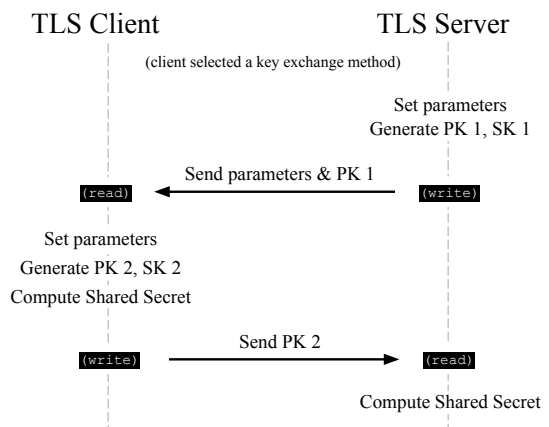 TLS Client
TLS Server
(client selected a key exchange method)
Set parameters
Generate PK 1, SK 1
Send parameters & PK 1
(read)
(write)
Set parameters
Generate PK 2, SK 2
Compute Shared Secret
Send PK 2
(write)
(read)
Compute Shared Secret